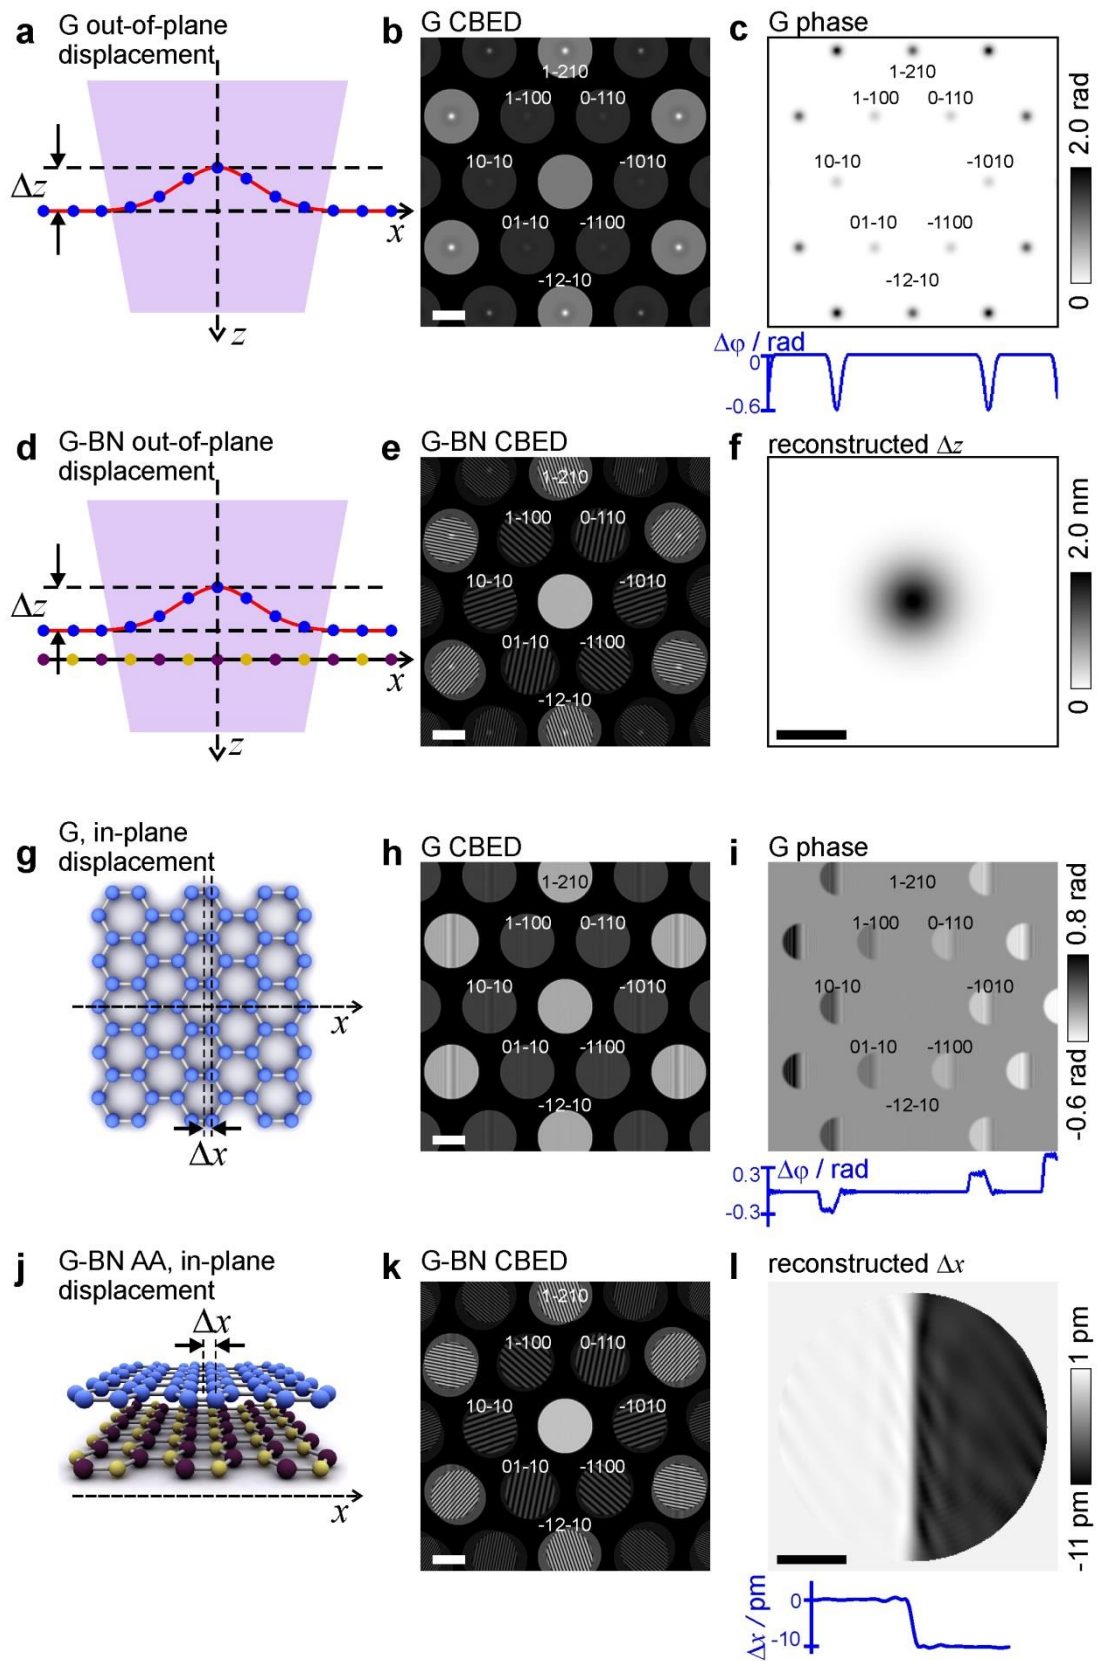 a G out-of-plane
displacement
Δz
x
z
b G CBED
1-210
1-100 0-110
10-10 -1010
01-10 -1100
-12-10
c G phase
1-210
1-100 0-110
10-10 -1010
01-10 -1100
-12-10
0 2.0 rad
Δφ / rad
0
-0.6
d G-BN out-of-plane
displacement
Δz
x
z
e G-BN CBED
1-210
1-100 0-110
10-10 -1010
01-10 -1100
-12-10
f reconstructed Δz
0 2.0 nm
g G, in-plane
displacement
x
Δx
h G CBED
1-210
1-100 0-110
10-10 -1010
01-10 -1100
-12-10
i G phase
1-210
1-100 0-110
10-10 -1010
01-10 -1100
-12-10
-0.6 rad 0.8 rad
0.3 Δφ / rad
-0.3
j G-BN AA, in-plane
displacement
Δx
x
k G-BN CBED
1-210
1-100 0-110
10-10 -1010
01-10 -1100
-12-10
l reconstructed Δx
-11 pm 1 pm
Δx / pm
0
-10